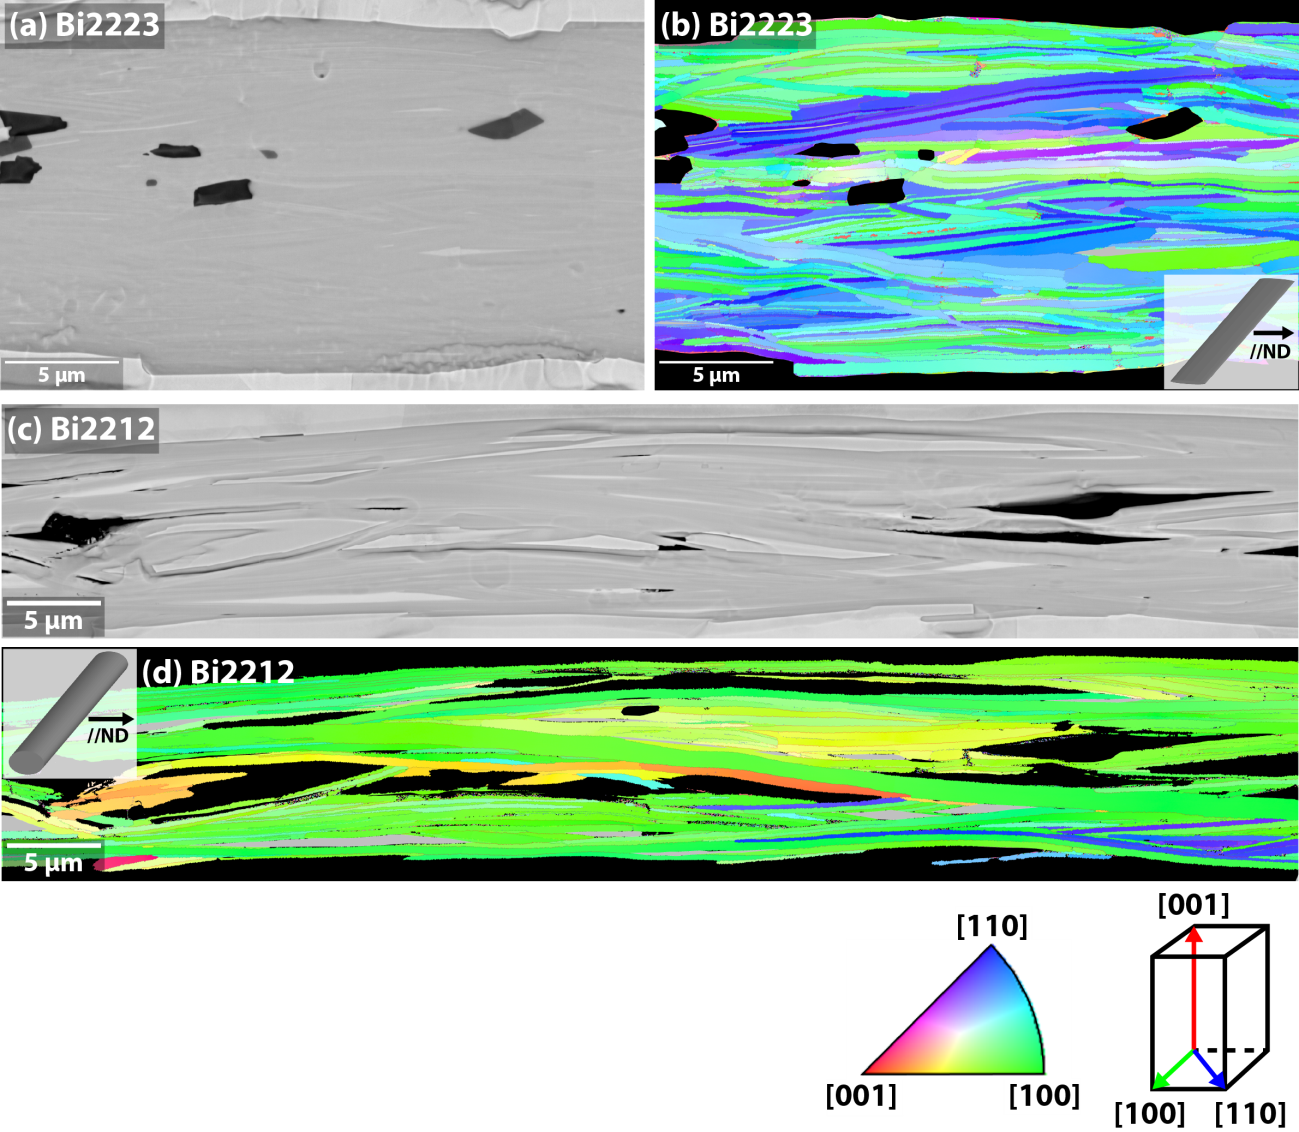 (a) Bi2223
5 μm
(b) Bi2223
//ND
5 μm
(c) Bi2212
5 μm
//ND
(d) Bi2212
5 μm
[110]
[001]
[100]
[001]
[100]
[110]